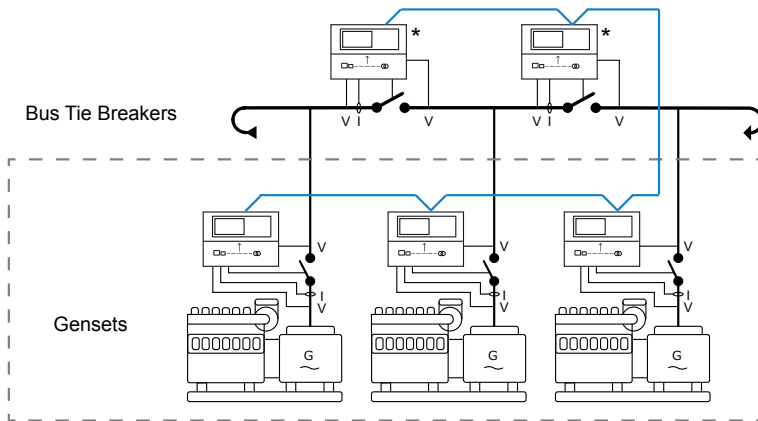 *
*
Bus Tie Breakers
V I V V I V
V V V
I I I
V V V
Gensets
G G G